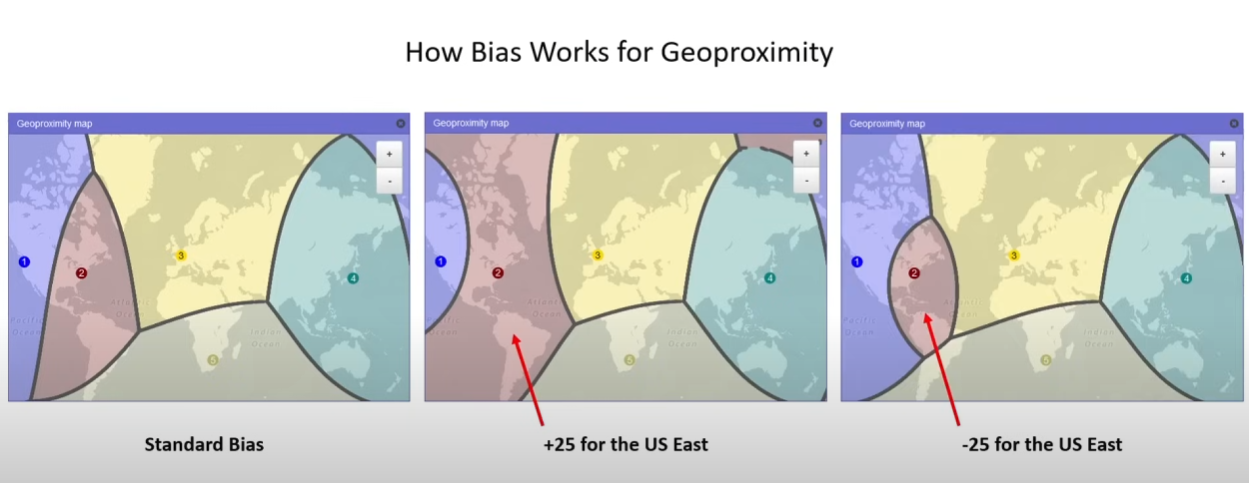 How Bias Works for Geoproximity
Geoproximity map
+
-
1
2
3
4
5
Atlantic
Ocean
Pacific
Ocean
Indian
Ocean
Standard Bias
Geoproximity map
+
-
1
2
3
4
5
Atlantic
Ocean
Pacific
Ocean
Indian
Ocean
+25 for the US East
Geoproximity map
+
-
1
2
3
4
5
Pacific
Ocean
Indian
Ocean
-25 for the US East